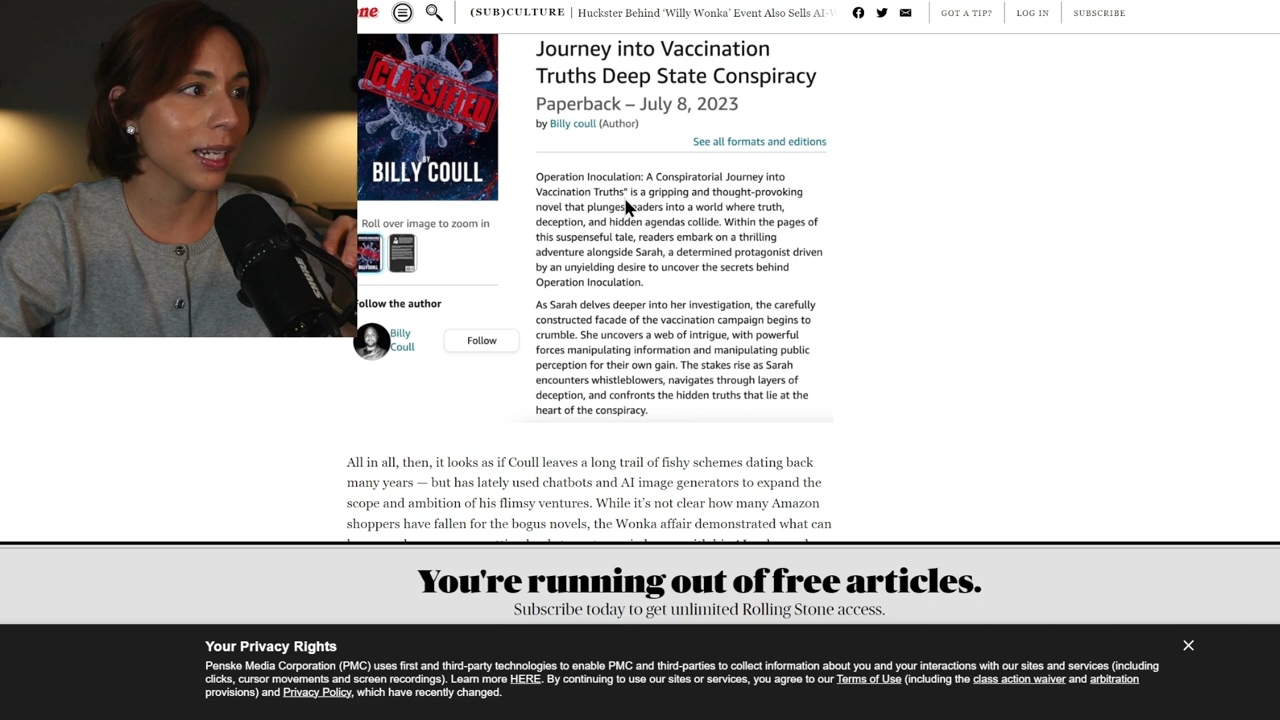 (SUB)CULTURE
Huckster Behind 'Willy Wonka' Event Also Sells AI-
GOT A TIP?
LOG IN
SUBSCRIBE
CLASSIFIED
BY
BILLY COULL
Roll over image to zoom in
Follow the author
Billy
Coull
Follow
Journey into Vaccination
Truths Deep State Conspiracy
Paperback – July 8, 2023
by Billy coull (Author)
See all formats and editions
Operation Inoculation: A Conspiratorial Journey into
Vaccination Truths" is a gripping and thought-provoking
novel that plunges readers into a world where truth,
deception, and hidden agendas collide. Within the pages of
this suspenseful tale, readers embark on a thrilling
adventure alongside Sarah, a determined protagonist driven
by an unyielding desire to uncover the secrets behind
Operation Inoculation.
As Sarah delves deeper into her investigation, the carefully
constructed facade of the vaccination campaign begins to
crumble. She uncovers a web of intrigue, with powerful
forces manipulating information and manipulating public
perception for their own gain. The stakes rise as Sarah
encounters whistleblowers, navigates through layers of
deception, and confronts the hidden truths that lie at the
heart of the conspiracy.
All in all, then, it looks as if Coull leaves a long trail of fishy schemes dating back
many years — but has lately used chatbots and AI image generators to expand the
scope and ambition of his flimsy ventures. While it's not clear how many Amazon
shoppers have fallen for the bogus novels, the Wonka affair demonstrated what can
You're running out of free articles.
Subscribe today to get unlimited Rolling Stone access.
Your Privacy Rights
Penske Media Corporation (PMC) uses first and third-party technologies to enable PMC and third-parties to collect information about you and your interactions with our sites and services (including
clicks, cursor movements and screen recordings). Learn more HERE. By continuing to use our sites or services, you agree to our Terms of Use (including the class action waiver and arbitration
provisions) and Privacy Policy, which have recently changed.